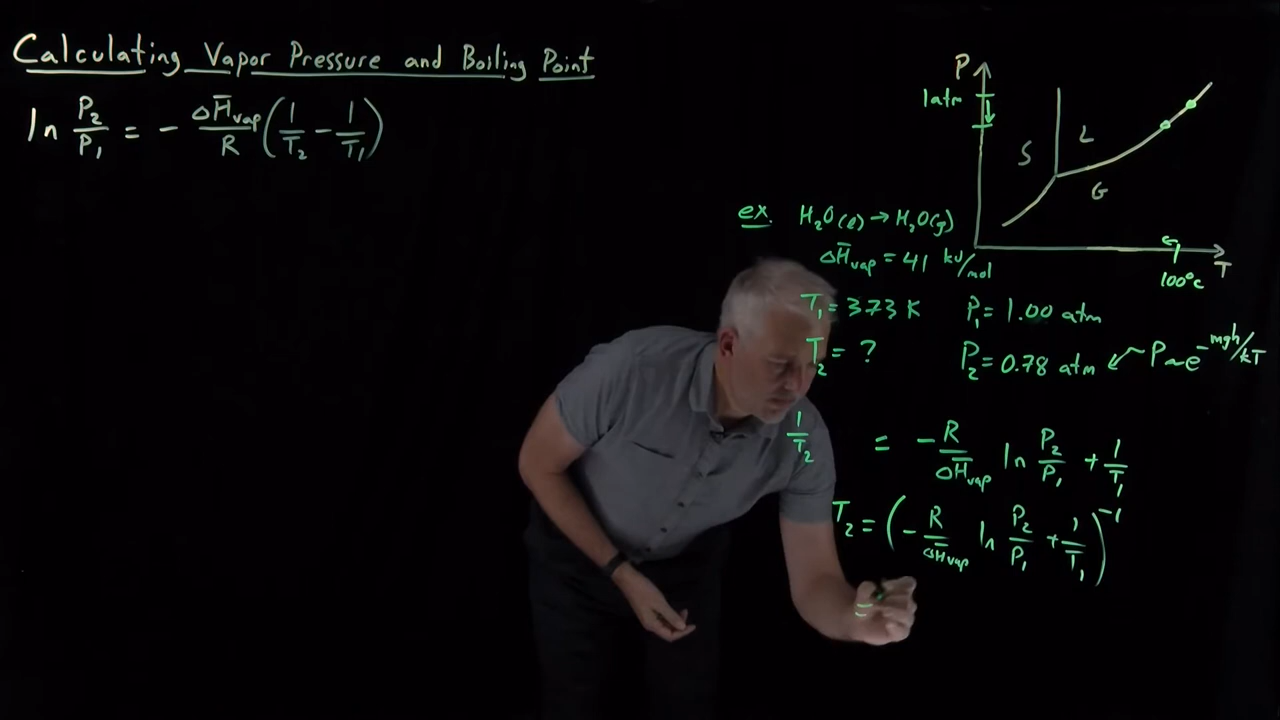 Calculating Vapor Pressure and Boiling Point
ln P₂/P₁ = - ΔH̄vap/R (1/T₂ - 1/T₁)
P
1atm
S
L
G
T
100°C
ex. H₂O(l) → H₂O(g)
ΔH̄vap = 41 kJ/mol
T₁ = 373 K P₁ = 1.00 atm
T₂ = ? P₂ = 0.78 atm ↙ P ~ e^-mgh/kT
1/T₂ = - R/ΔH̄vap ln P₂/P₁ + 1/T₁
T₂ = (- R/ΔH̄vap ln P₂/P₁ + 1/T₁)⁻¹
=